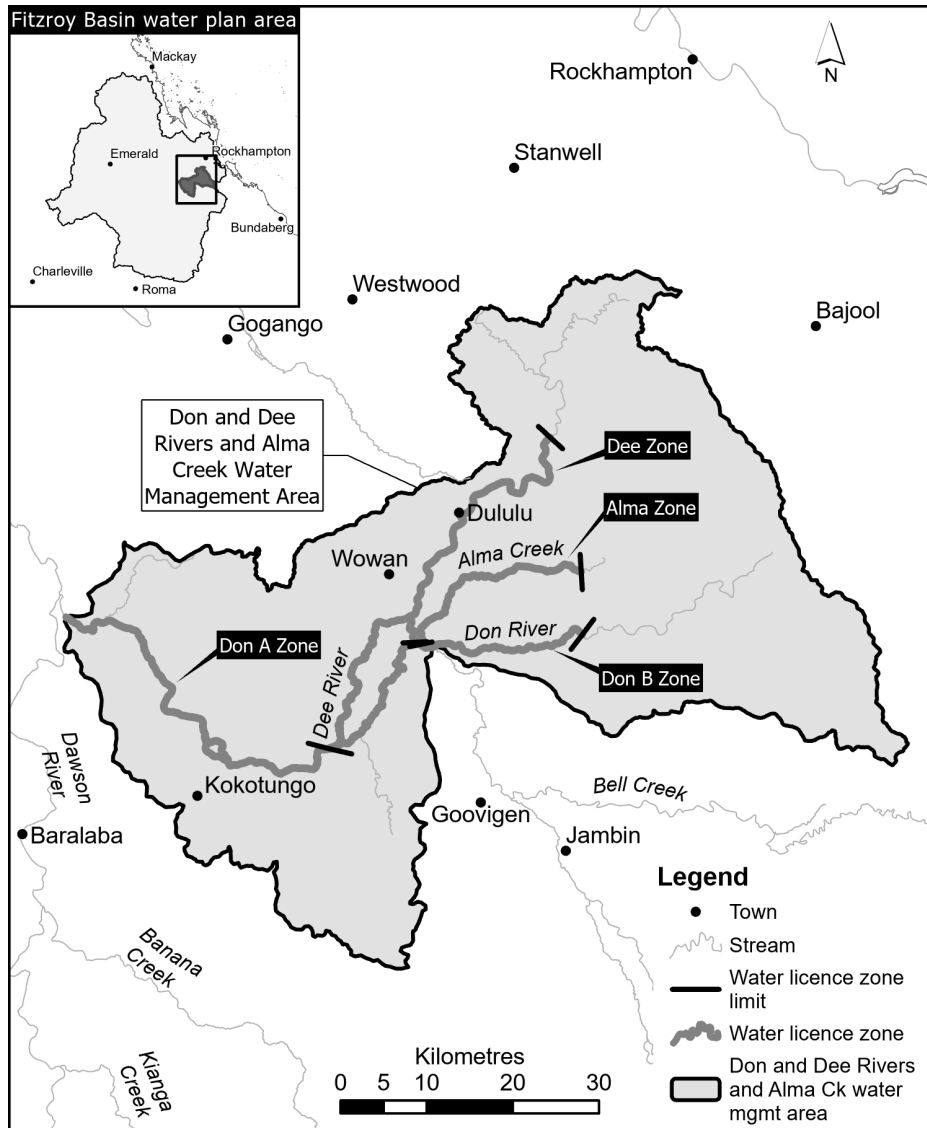 Fitzroy Basin water plan area
Mackay
Emerald
Rockhampton
Bundaberg
Charleville
Roma
Rockhampton
N
Stanwell
Westwood
Gogango
Bajool
Don and Dee
Rivers and Alma
Creek Water
Management Area
Dee Zone
Dululu
Alma Zone
Alma Creek
Wowan
Don River
Don A Zone
Don B Zone
Dee River
Dawson
River
Kokotungo
Bell Creek
Goovigen
Baralaba
Jambin
Banana
Creek
Kianga
Creek
Legend
Town
Stream
Water licence zone
limit
Water licence zone
Don and Dee Rivers
and Alma Ck water
mgmt area
Kilometres
0 5 10 20 30